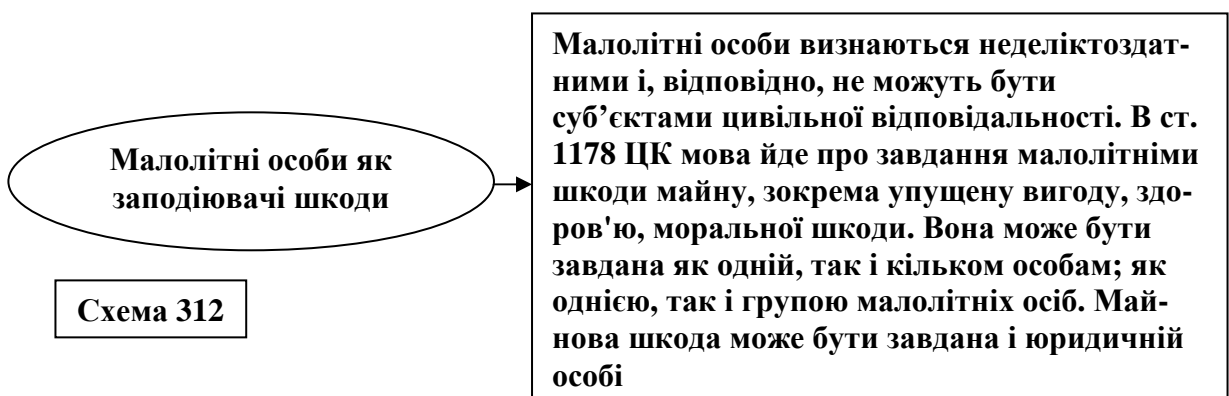 Малолітні особи як
заподіювачі шкоди
Схема 312
Малолітні особи визнаються неделіктоздат-
ними і, відповідно, не можуть бути
суб’єктами цивільної відповідальності. В ст.
1178 ЦК мова йде про завдання малолітніми
шкоди майну, зокрема упущену вигоду, здо-
ров'ю, моральної шкоди. Вона може бути
завдана як одній, так і кільком особам; як
однією, так і групою малолітніх осіб. Май-
нова шкода може бути завдана і юридичній
особі